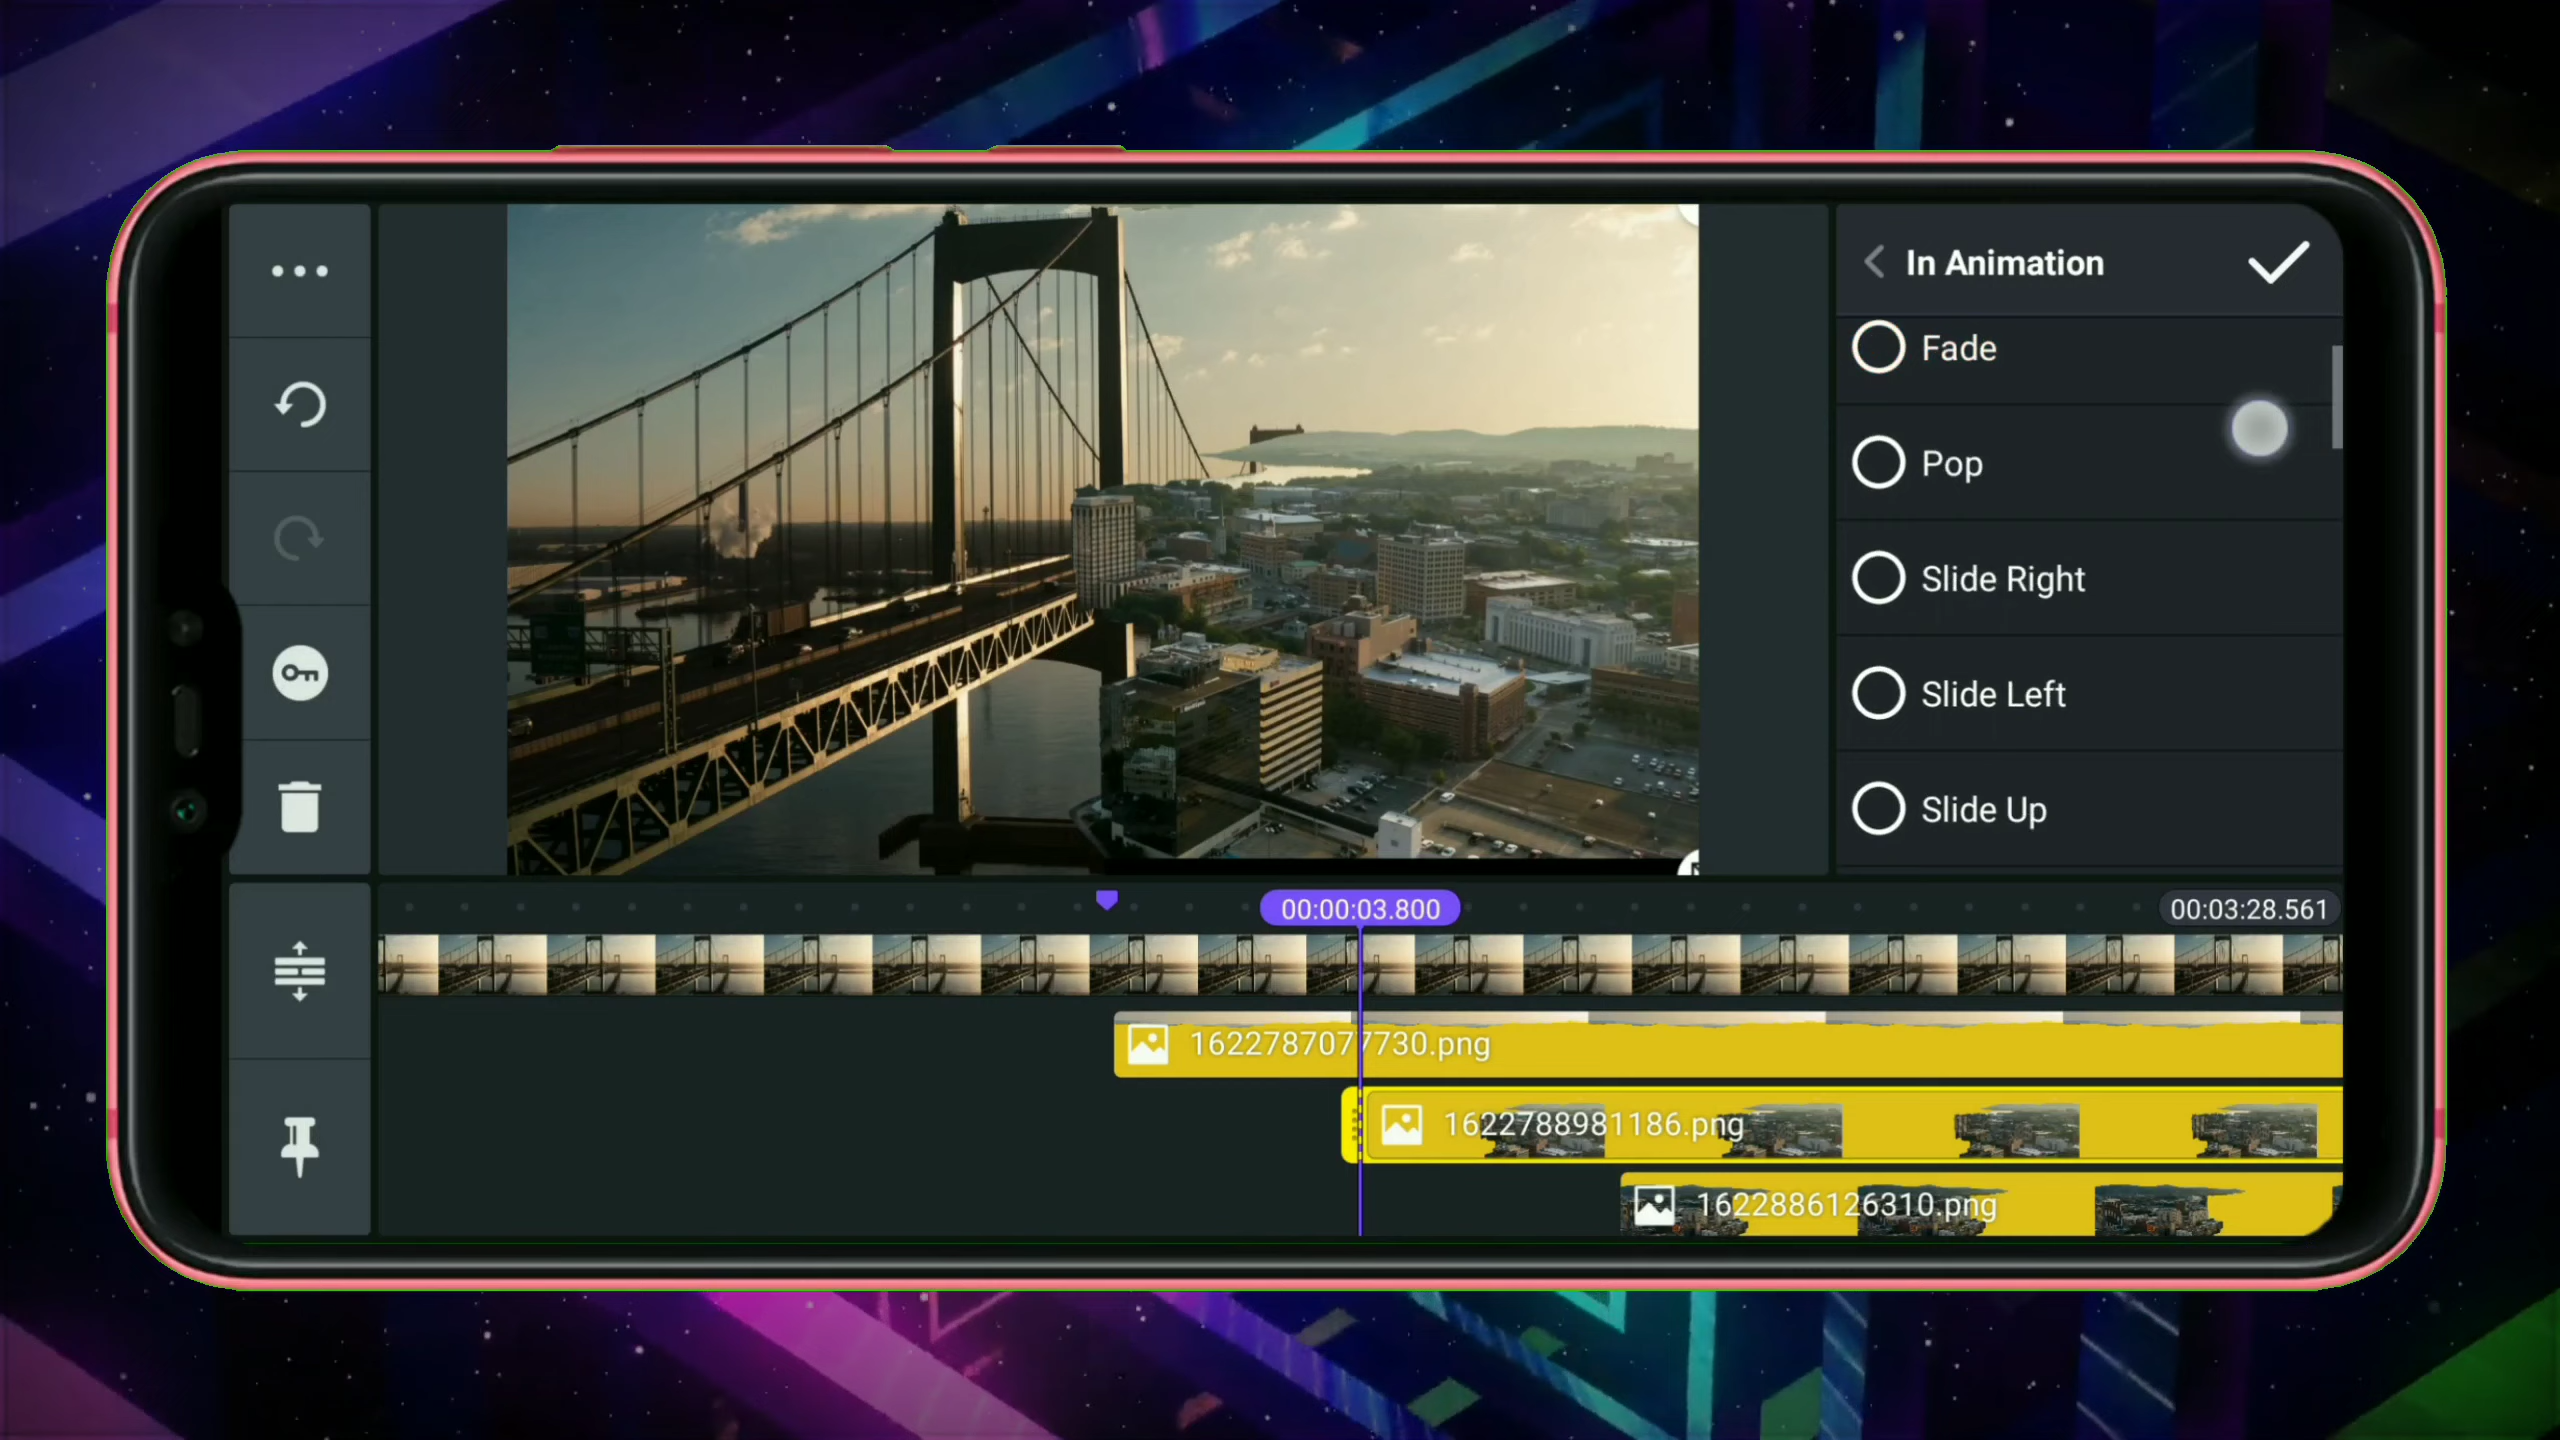 In Animation
Fade
Pop
Slide Right
Slide Left
Slide Up
00:00:03.800
00:03:28.561
1622787077730.png
1622788981186.png
1622886126310.png